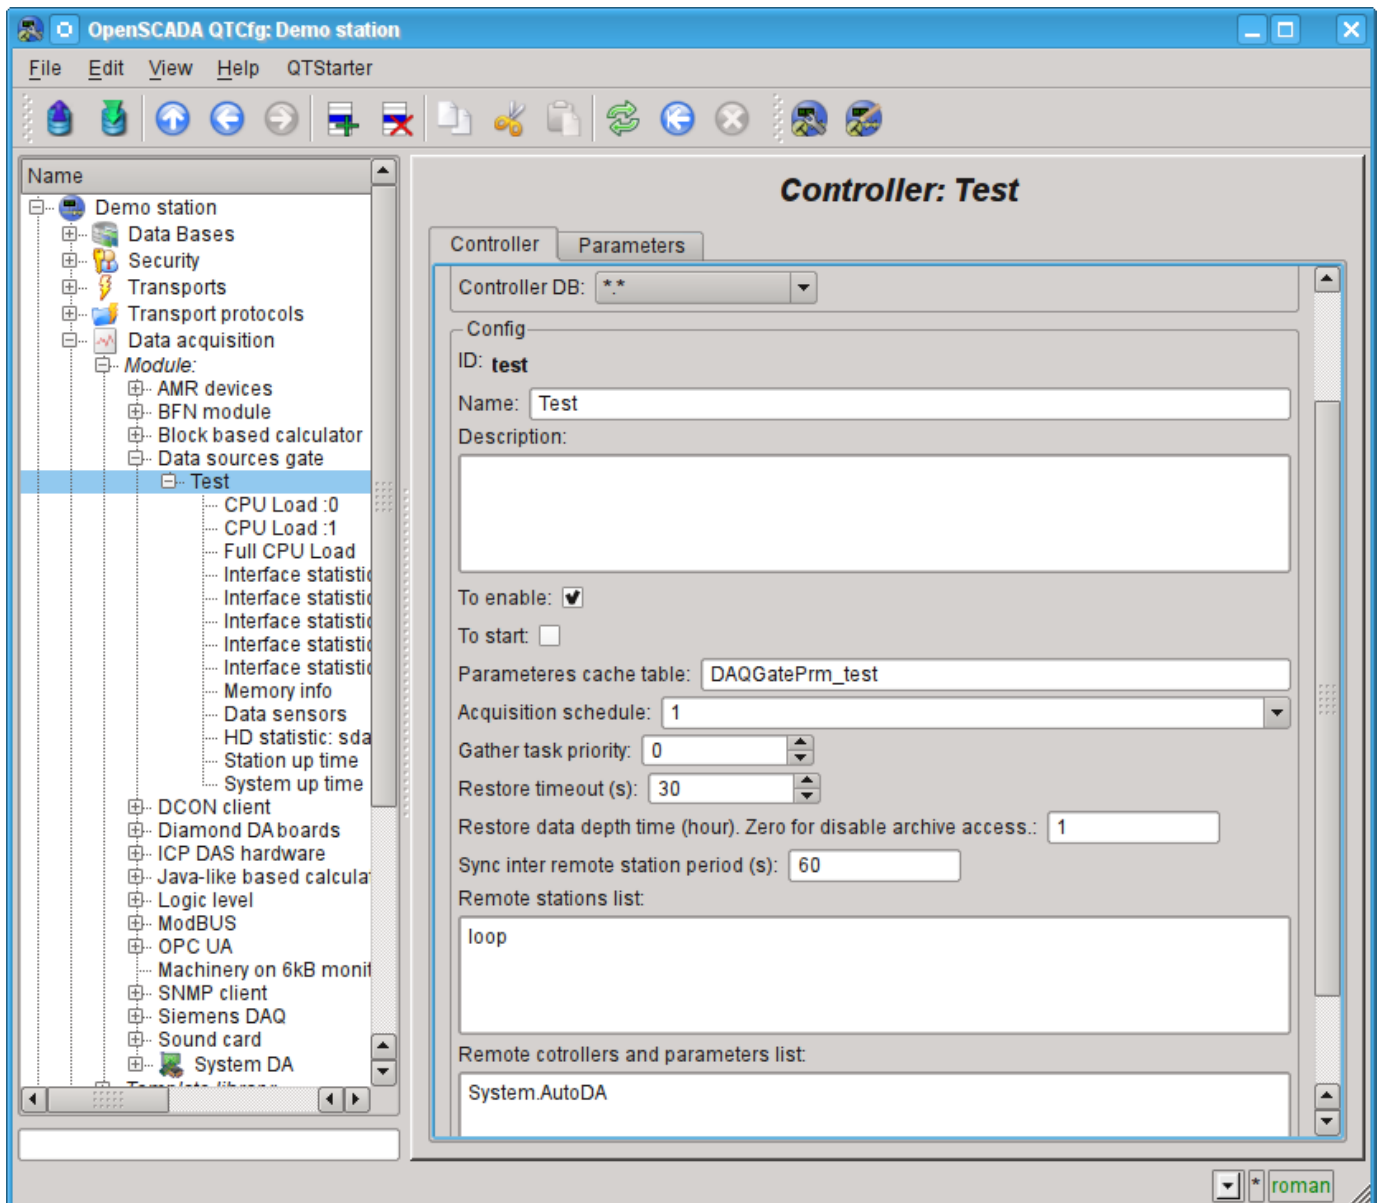 OpenSCADA QTCfg: Demo station
File Edit View Help QTStarter
Name
Demo station
Data Bases
Security
Transports
Transport protocols
Data acquisition
Module:
AMR devices
BFN module
Block based calculator
Data sources gate
Test
CPU Load :0
CPU Load :1
Full CPU Load
Interface statistic
Interface statistic
Interface statistic
Interface statistic
Interface statistic
Memory info
Data sensors
HD statistic: sda
Station up time
System up time
DCON client
Diamond DA boards
ICP DAS hardware
Java-like based calcula
Logic level
ModBUS
OPC UA
Machinery on 6kB monit
SNMP client
Siemens DAQ
Sound card
System DA
Controller: Test
Controller Parameters
Controller DB: *.*
Config
ID: test
Name: Test
Description:
To enable:
To start:
Parameteres cache table: DAQGatePrm_test
Acquisition schedule: 1
Gather task priority: 0
Restore timeout (s): 30
Restore data depth time (hour). Zero for disable archive access.: 1
Sync inter remote station period (s): 60
Remote stations list:
loop
Remote cotrollers and parameters list:
System.AutoDA
* roman